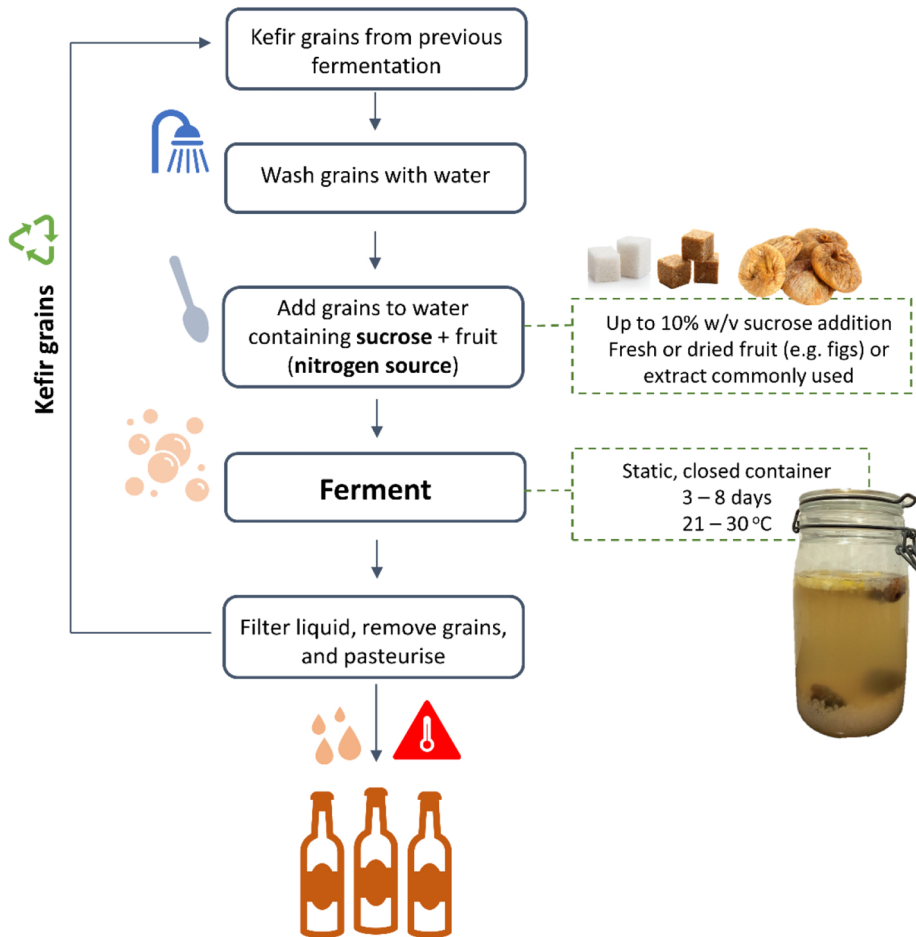 Kefir grains from previous
fermentation
Wash grains with water
Kefir grains
Add grains to water
containing sucrose + fruit
(nitrogen source)
Up to 10% w/v sucrose addition
Fresh or dried fruit (e.g. figs) or
extract commonly used
Ferment
Static, closed container
3 – 8 days
21 – 30 °C
Filter liquid, remove grains,
and pasteurise